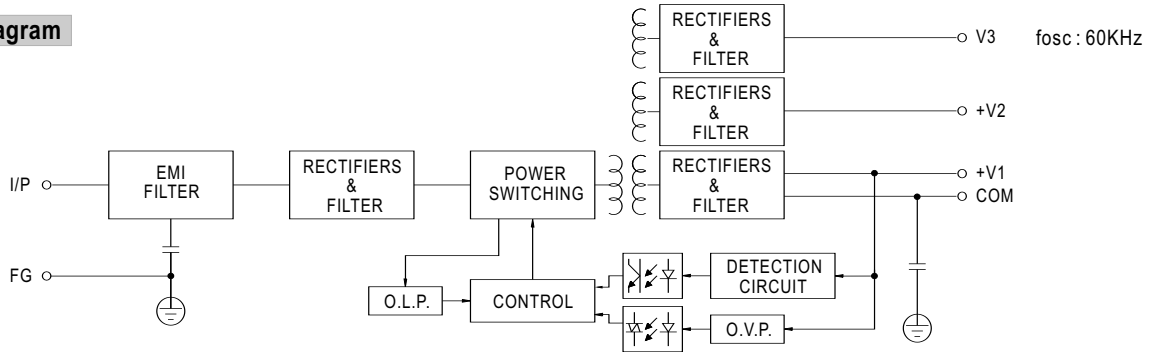 agram
RECTIFIERS
&
FILTER
V3
fosc : 60KHz
RECTIFIERS
&
FILTER
+V2
I/P
EMI
FILTER
RECTIFIERS
&
FILTER
POWER
SWITCHING
RECTIFIERS
&
FILTER
+V1
COM
FG
O.L.P.
CONTROL
DETECTION
CIRCUIT
O.V.P.